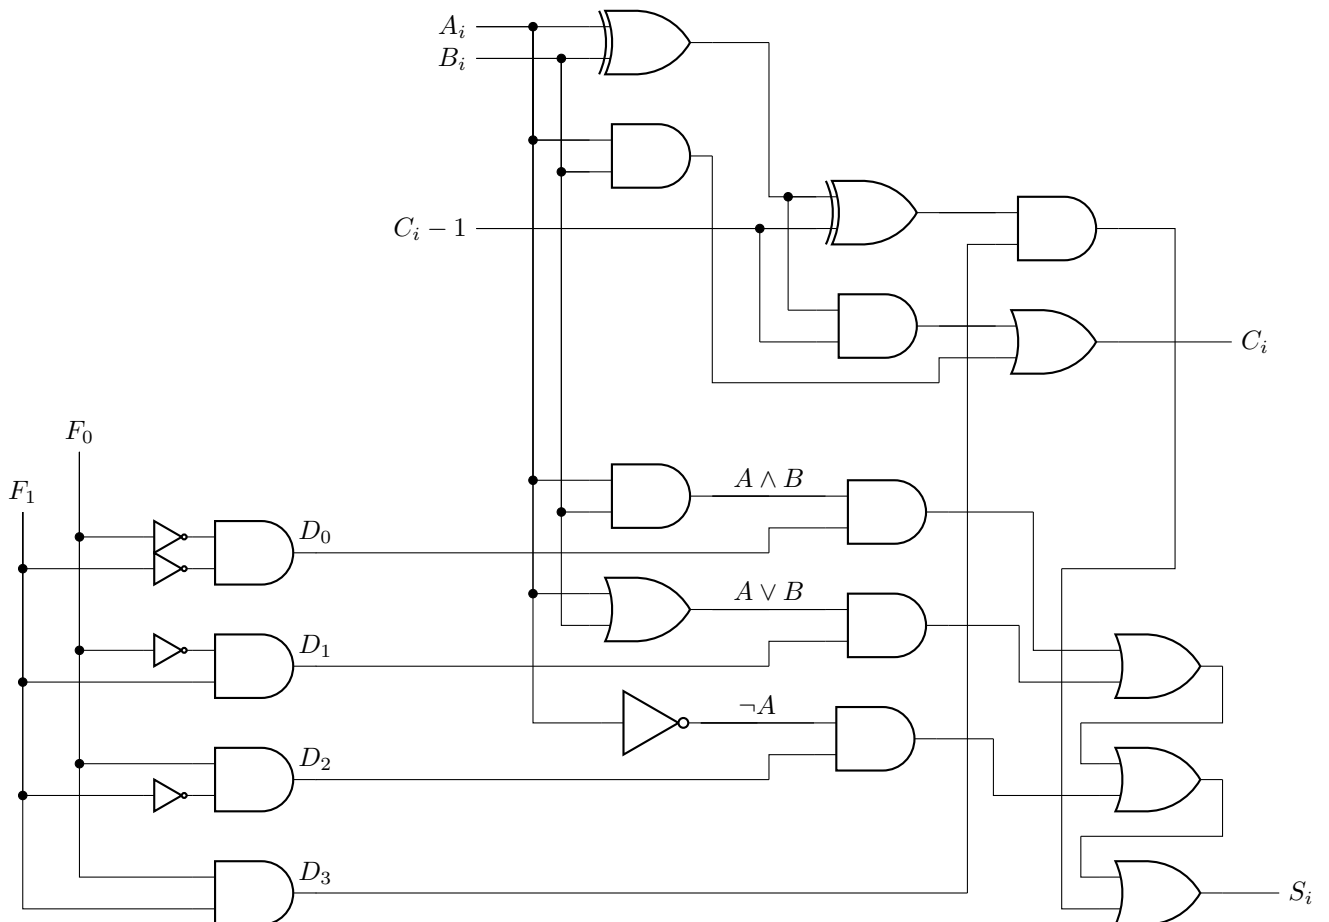 A_i
B_i
C_i − 1
C_i
F_0
F_1
A ∧ B
D_0
A ∨ B
D_1
¬A
D_2
D_3
S_i